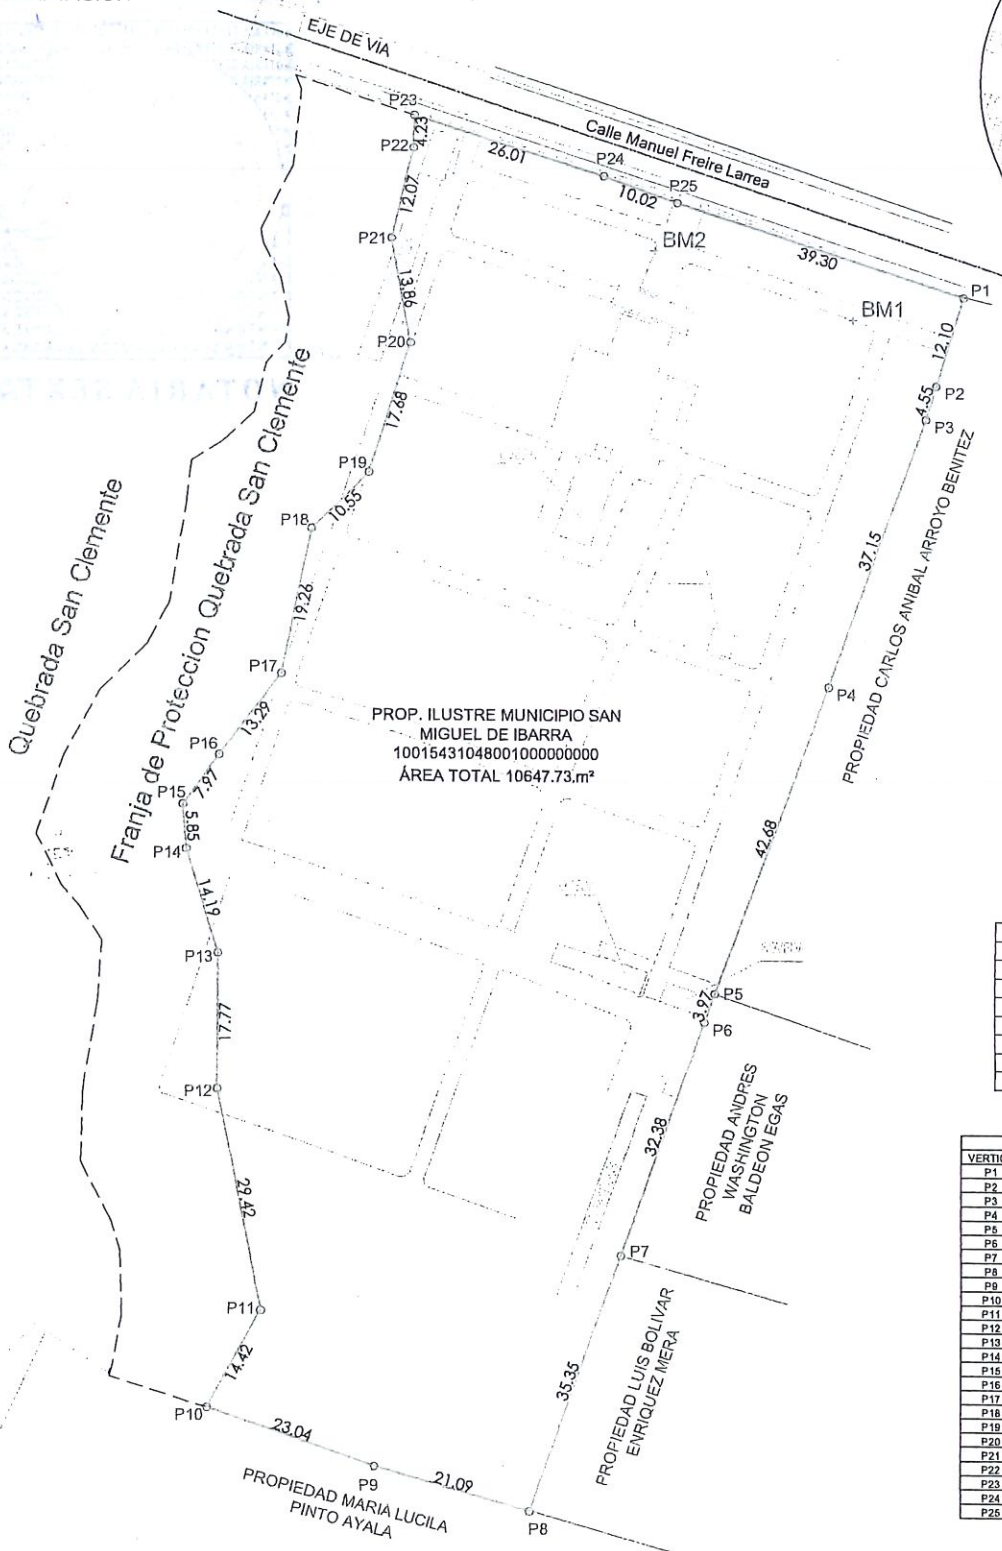 EJE DE VIA
Calle Manuel Freire Larrea
P23
4.23
P22
26.01
P24
10.02
P25
12.07
P21
BM2
39.30
P1
BM1
13.86
12.10
P20
P2
4.55
P3
17.68
P19
10.55
P18
PROPIEDAD CARLOS ANIBAL ARROYO BENITEZ
37.15
Quebrada San Clemente
Franja de Proteccion Quebrada San Clemente
19.26
P17
P4
13.29
PROP. ILUSTRE MUNICIPIO SAN
MIGUEL DE IBARRA
10015431048001000000000
ÁREA TOTAL 10647.73.m²
P16
7.97
P15
5.85
P14
42.68
14.19
P13
P5
3.97
P6
17.77
P12
PROPIEDAD ANDRES
WASHINGTON
BALDEON EGAS
32.38
29.42
P7
P11
14.42
PROPIEDAD LUIS BOLIVAR
ENRIQUEZ MERA
35.35
P10
23.04
P9
21.09
P8
PROPIEDAD MARIA LUCILA
PINTO AYALA
P1
P2
P3
P4
P5
P6
P7
P8
P9
P10
P11
P12
P13
P14
P15
P16
P17
P18
P19
P20
P21
P22
P23
P24
P25